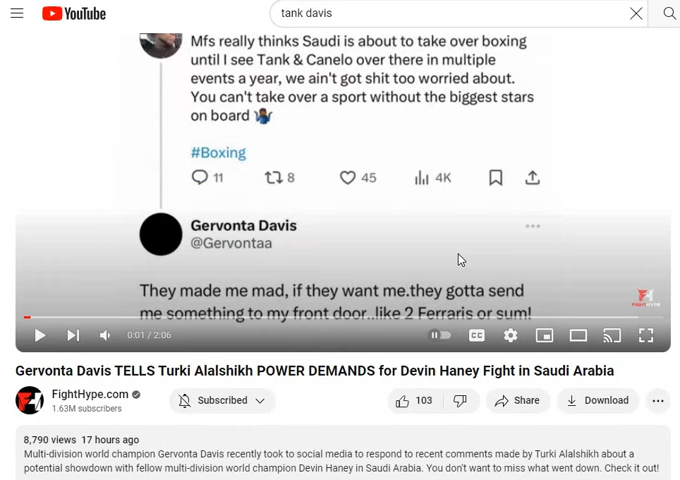 YouTube
tank davis
Mfs really thinks Saudi is about to take over boxing
until I see Tank & Canelo over there in multiple
events a year, we ain't got shit too worried about.
You can't take over a sport without the biggest stars
on board 🤷🏾‍♂️
#Boxing
11 8 45 4K
Gervonta Davis
@Gervontaa
They made me mad, if they want me.they gotta send
me something to my front door..like 2 Ferraris or sum!
FIGHTHYPE
0:01 / 2:06
CC
Gervonta Davis TELLS Turki Alalshikh POWER DEMANDS for Devin Haney Fight in Saudi Arabia
FightHype.com
1.63M subscribers
Subscribed
103
Share
Download
8,790 views 17 hours ago
Multi-division world champion Gervonta Davis recently took to social media to respond to recent comments made by Turki Alalshikh about a
potential showdown with fellow multi-division world champion Devin Haney in Saudi Arabia. You don't want to miss what went down. Check it out!